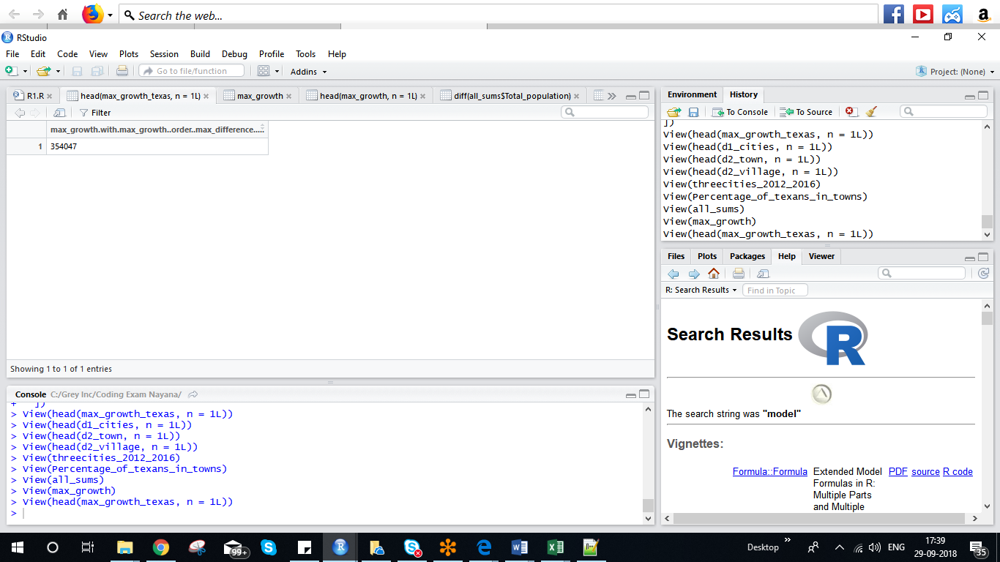 Search the web...
RStudio
File Edit Code View Plots Session Build Debug Profile Tools Help
Go to file/function
Addins
Project: (None)
R1.R
head(max_growth_texas, n = 1L)
max_growth
head(max_growth, n = 1L)
diff(all_sums$Total_population)
Filter
max_growth.with.max_growth..order..max_difference.....
1 354047
Showing 1 to 1 of 1 entries
Console C:/Grey Inc/Coding Exam Nayana/
+ ])
> View(head(max_growth_texas, n = 1L))
> View(head(d1_cities, n = 1L))
> View(head(d2_town, n = 1L))
> View(head(d2_village, n = 1L))
> View(threecities_2012_2016)
> View(Percentage_of_texans_in_towns)
> View(all_sums)
> View(max_growth)
> View(head(max_growth_texas, n = 1L))
>
Environment History
To Console To Source
])
View(head(max_growth_texas, n = 1L))
View(head(d1_cities, n = 1L))
View(head(d2_town, n = 1L))
View(head(d2_village, n = 1L))
View(threecities_2012_2016)
View(Percentage_of_texans_in_towns)
View(all_sums)
View(max_growth)
View(head(max_growth_texas, n = 1L))
Files Plots Packages Help Viewer
R: Search Results
Find in Topic
Search Results
R
The search string was "model"
Vignettes:
Formula::Formula Extended Model PDF source R code
Formulas in R:
Multiple Parts
and Multiple
99+
Desktop
ENG
17:39
29-09-2018
35